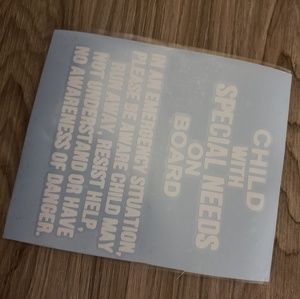 CHILD
WITH
SPECIAL NEEDS
ON
BOARD
IN AN EMERGENCY SITUATION,
PLEASE BE AWARE CHILD MAY
RUN AWAY, RESIST HELP,
NOT UNDERSTAND OR HAVE
NO AWARENESS OF DANGER.